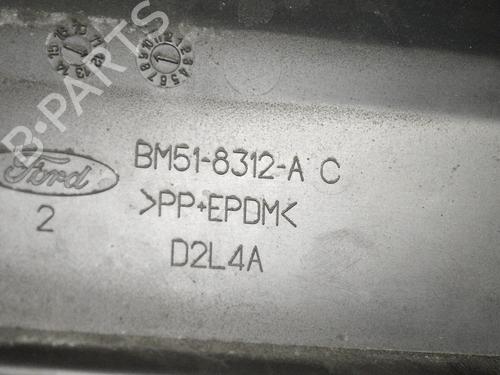 B-PARTS
Ford
BM51-8312-A C
>PP+EPDM<
2
D2L4A